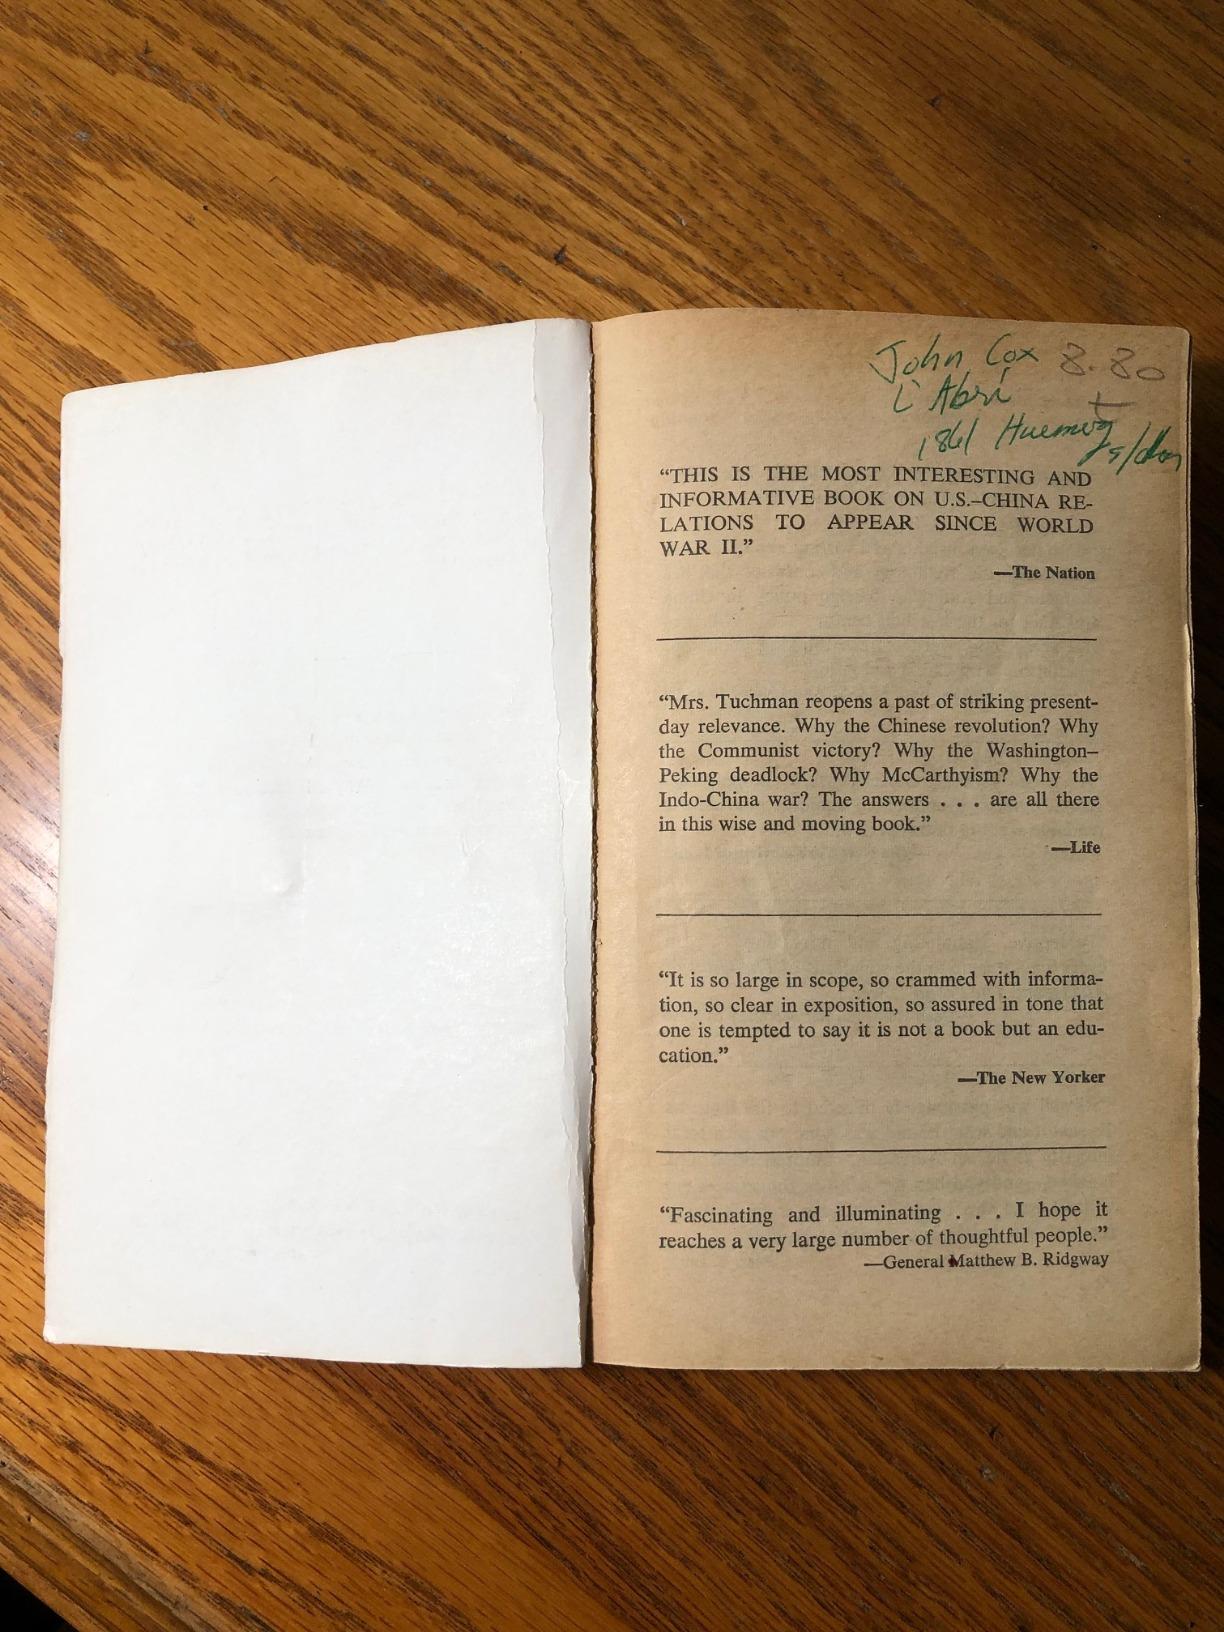 John Cox 8.80
L'Abri
1861 Huemoz
s/Ollon
“THIS IS THE MOST INTERESTING AND
INFORMATIVE BOOK ON U.S.–CHINA RE-
LATIONS TO APPEAR SINCE WORLD
WAR II.”
—The Nation
“Mrs. Tuchman reopens a past of striking present-
day relevance. Why the Chinese revolution? Why
the Communist victory? Why the Washington–
Peking deadlock? Why McCarthyism? Why the
Indo-China war? The answers . . . are all there
in this wise and moving book.”
—Life
“It is so large in scope, so crammed with informa-
tion, so clear in exposition, so assured in tone that
one is tempted to say it is not a book but an edu-
cation.”
—The New Yorker
“Fascinating and illuminating . . . I hope it
reaches a very large number of thoughtful people.”
—General Matthew B. Ridgway